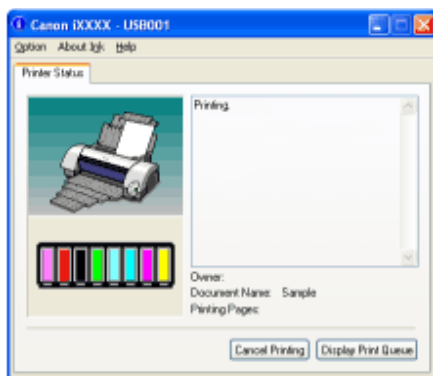 Canon iXXXX - USB001
Option About Ink Help
Printer Status
Printing.
Owner:
Document Name: Sample
Printing Pages:
Cancel Printing Display Print Queue